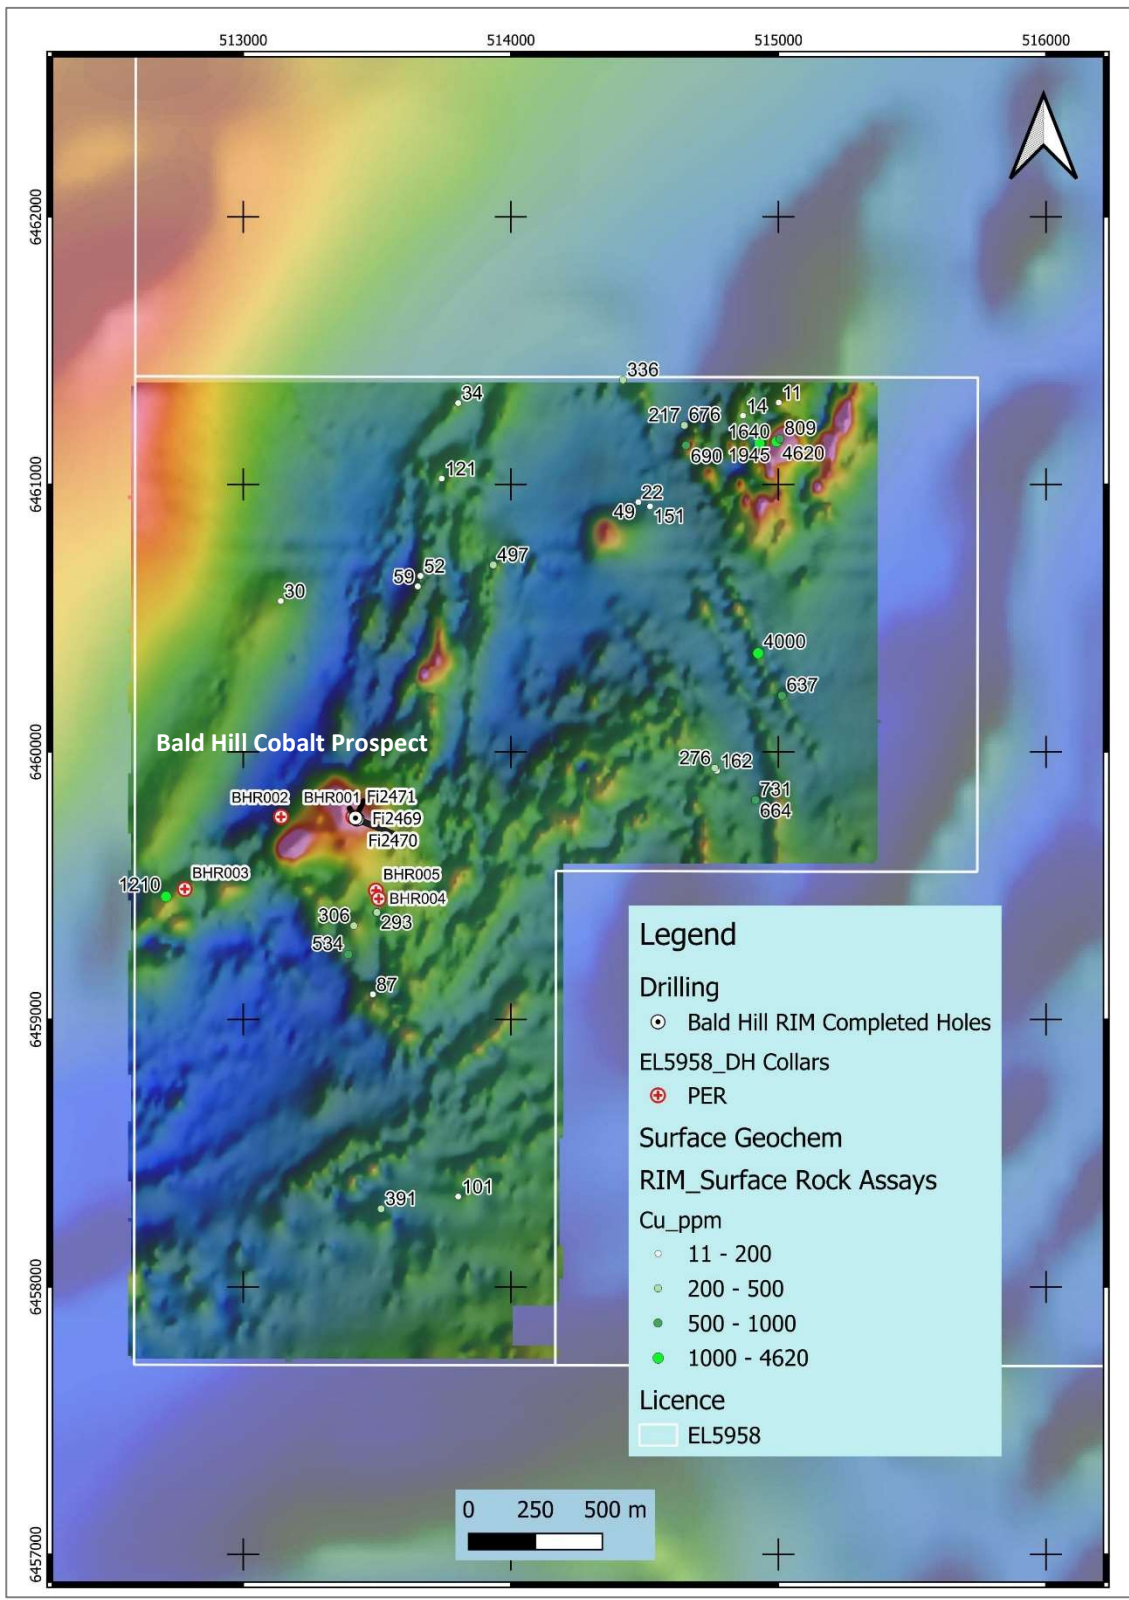 513000
514000
515000
516000
6462000
6461000
6460000
6459000
6458000
6457000
336
34
11
217 676
14
809
1640
690 1945 4620
121
22
49
151
497
52
59
30
4000
637
Bald Hill Cobalt Prospect
276 162
731
664
BHR002 BHR001 Fi2471
Fi2469
Fi2470
BHR003
1210
BHR005
BHR004
306
293
534
87
101
391
Legend
Drilling
Bald Hill RIM Completed Holes
EL5958_DH Collars
PER
Surface Geochem
RIM_Surface Rock Assays
Cu_ppm
11 - 200
200 - 500
500 - 1000
1000 - 4620
Licence
EL5958
0 250 500 m